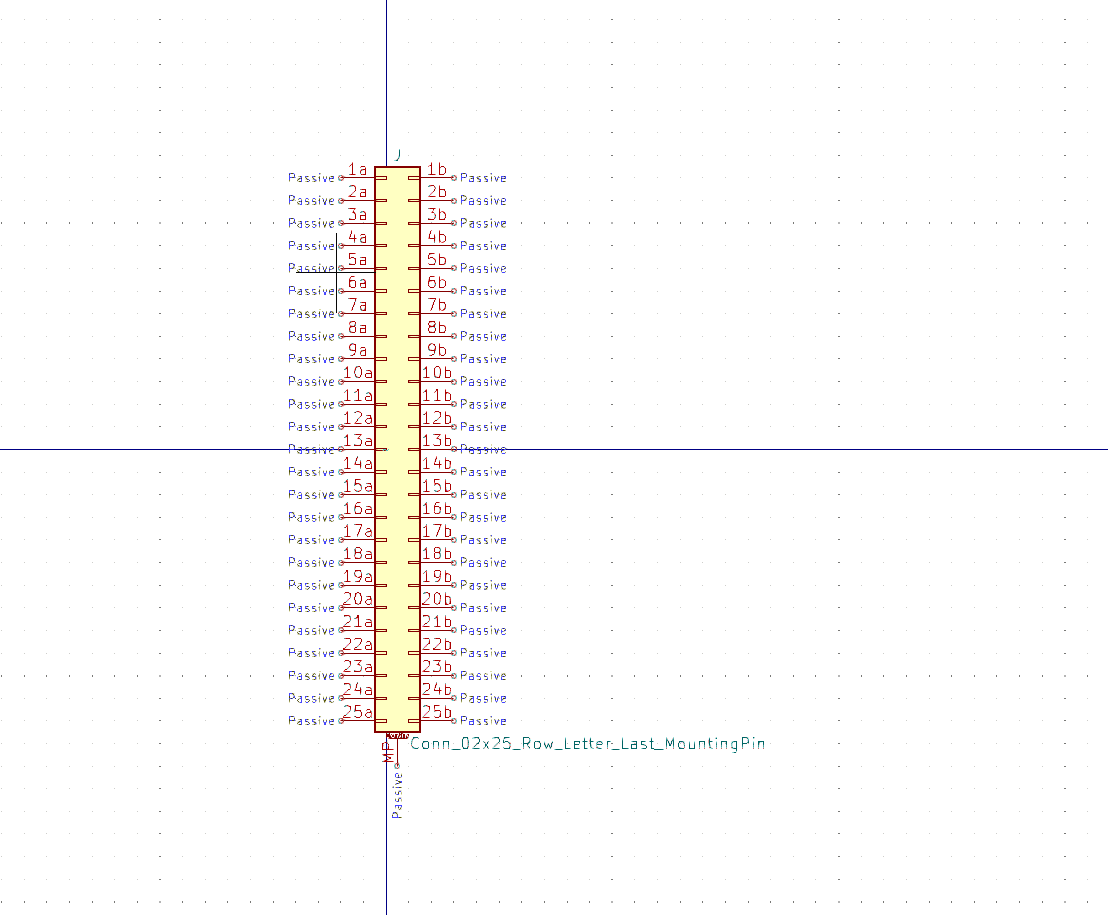 J
Passive 1a 1b Passive
Passive 2a 2b Passive
Passive 3a 3b Passive
Passive 4a 4b Passive
Passive 5a 5b Passive
Passive 6a 6b Passive
Passive 7a 7b Passive
Passive 8a 8b Passive
Passive 9a 9b Passive
Passive 10a 10b Passive
Passive 11a 11b Passive
Passive 12a 12b Passive
Passive 13a 13b Passive
Passive 14a 14b Passive
Passive 15a 15b Passive
Passive 16a 16b Passive
Passive 17a 17b Passive
Passive 18a 18b Passive
Passive 19a 19b Passive
Passive 20a 20b Passive
Passive 21a 21b Passive
Passive 22a 22b Passive
Passive 23a 23b Passive
Passive 24a 24b Passive
Passive 25a 25b Passive
MP Conn_02x25_Row_Letter_Last_MountingPin
Passive